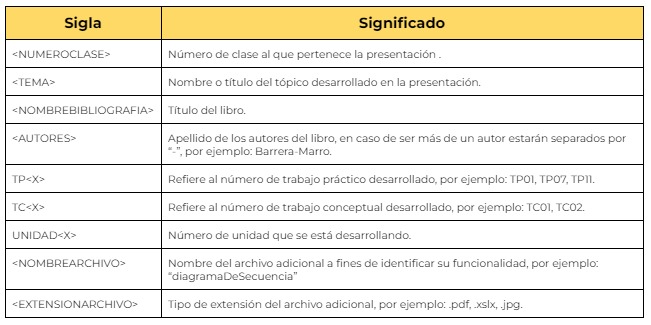 Sigla Significado
<NUMEROCLASE> Número de clase al que pertenece la presentación .
<TEMA> Nombre o título del tópico desarrollado en la presentación.
<NOMBREBIBLIOGRAFIA> Título del libro.
<AUTORES> Apellido de los autores del libro, en caso de ser más de un autor estarán separados por
“-”, por ejemplo: Barrera-Marro.
TP<X> Refiere al número de trabajo práctico desarrollado, por ejemplo: TP01, TP07, TP11.
TC<X> Refiere al número de trabajo conceptual desarrollado, por ejemplo: TC01, TC02.
UNIDAD<X> Número de unidad que se está desarrollando.
<NOMBREARCHIVO> Nombre del archivo adicional a fines de identificar su funcionalidad, por ejemplo:
“diagramaDeSecuencia”
<EXTENSIONARCHIVO> Tipo de extensión del archivo adicional, por ejemplo: .pdf, .xslx, .jpg.